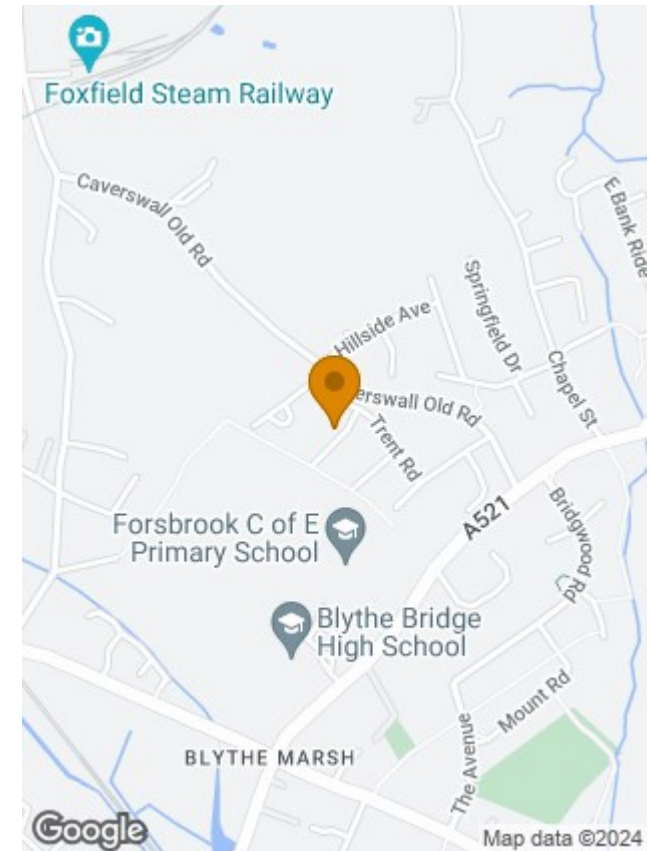 Foxfield Steam Railway
Caverswall Old Rd
E Bank Ride
Springfield Dr
Hillside Ave
Chapel St
erswall Old Rd
Trent Rd
A521
Bridgwood Rd
Forsbrook C of E
Primary School
Blythe Bridge
High School
Mount Rd
The Avenue
BLYTHE MARSH
Google
Map data ©2024